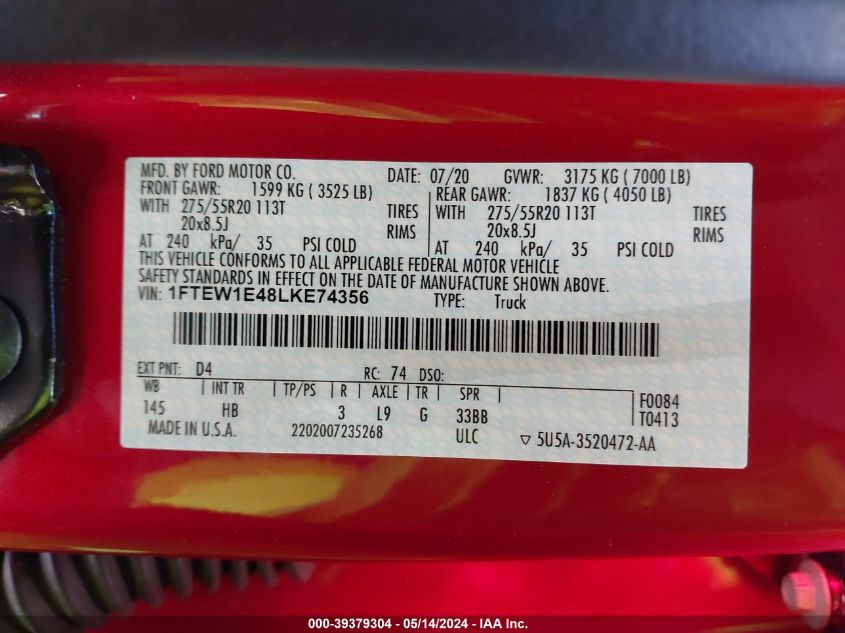 MFD. BY FORD MOTOR CO. DATE: 07/20 GVWR: 3175 KG ( 7000 LB)
FRONT GAWR: 1599 KG ( 3525 LB) REAR GAWR: 1837 KG ( 4050 LB)
WITH 275/55R20 113T TIRES WITH 275/55R20 113T TIRES
20x8.5J RIMS 20x8.5J RIMS
AT 240 kPa/ 35 PSI COLD AT 240 kPa/ 35 PSI COLD
THIS VEHICLE CONFORMS TO ALL APPLICABLE FEDERAL MOTOR VEHICLE
SAFETY STANDARDS IN EFFECT ON THE DATE OF MANUFACTURE SHOWN ABOVE.
VIN: 1FTEW1E48LKE74356 TYPE: Truck
EXT PNT: D4 RC: 74 DSO:
WB | INT TR | TP/PS | R | AXLE | TR | SPR | F0084
145 HB 3 L9 G 33BB T0413
MADE IN U.S.A. 2202007235268 ULC ▽ 5U5A-3520472-AA
000-39379304 - 05/14/2024 - IAA Inc.